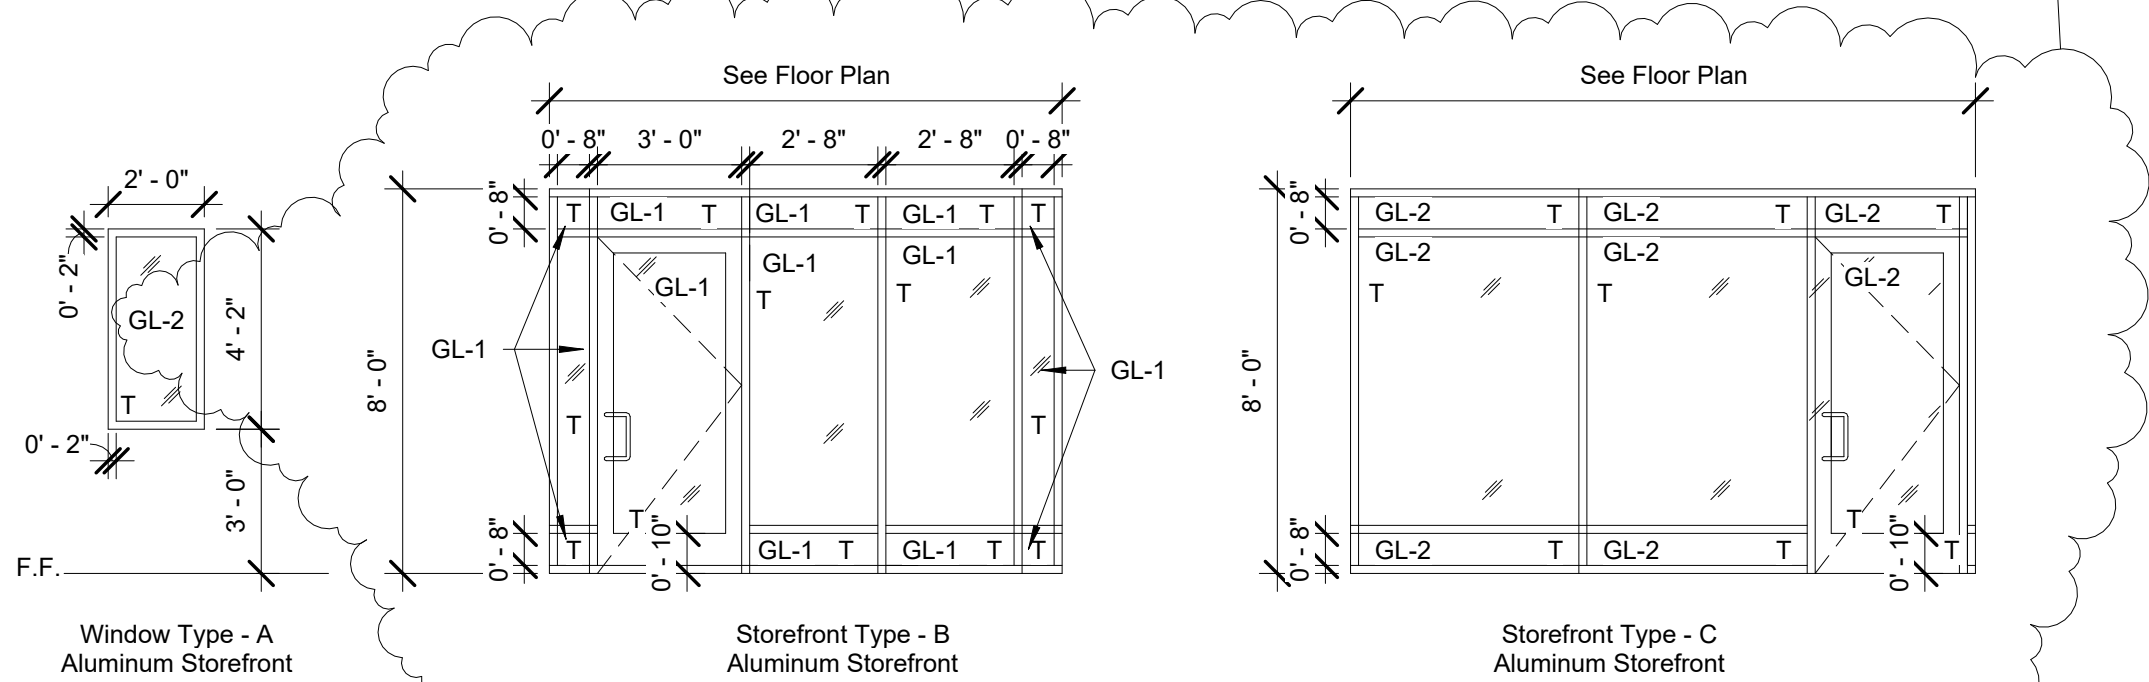 2' - 0"
0' - 2"
GL-2
T
4' - 2"
0' - 2"
3' - 0"
F.F.
Window Type - A
Aluminum Storefront
See Floor Plan
0' - 8" 3' - 0" 2' - 8" 2' - 8" 0' - 8"
0' - 8"
T GL-1 T GL-1 T GL-1 T T
GL-1
GL-1
GL-1
T T
8' - 0"
GL-1
GL-1
T T
T
0' - 8"
0' - 10"
T GL-1 T GL-1 T T
Storefront Type - B
Aluminum Storefront
See Floor Plan
0' - 8"
GL-2 T GL-2 T GL-2 T
GL-2 GL-2
GL-2
T T
8' - 0"
T
0' - 8"
0' - 10"
GL-2 T GL-2 T T
Storefront Type - C
Aluminum Storefront